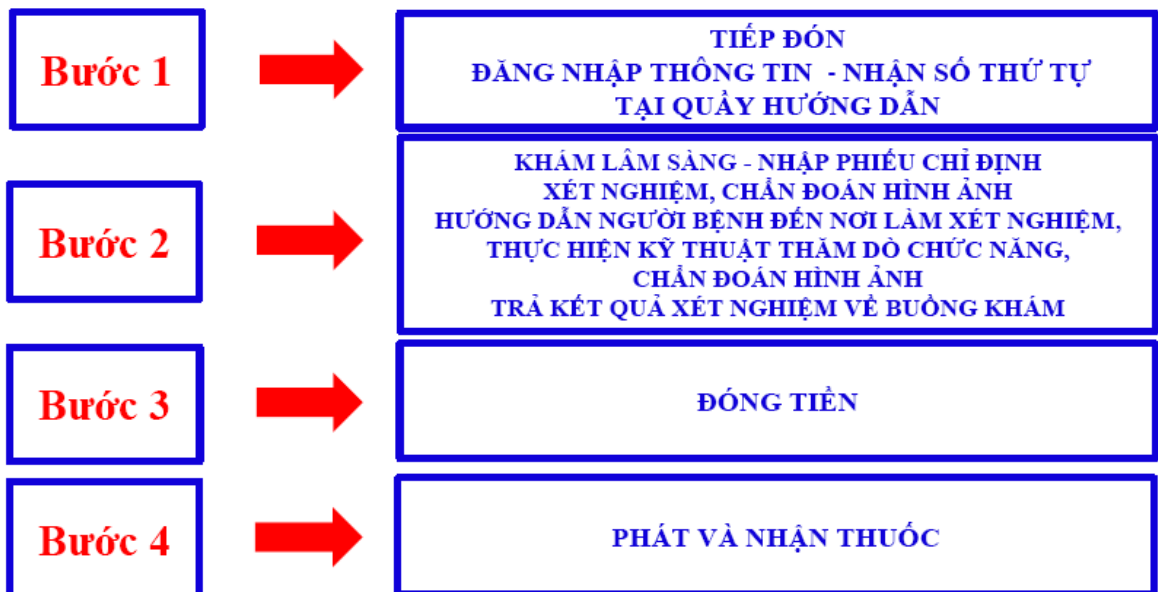 Bước 1
TIẾP ĐÓN
ĐĂNG NHẬP THÔNG TIN - NHẬN SỐ THỨ TỰ
TẠI QUẦY HƯỚNG DẪN
Bước 2
KHÁM LÂM SÀNG - NHẬP PHIẾU CHỈ ĐỊNH
XÉT NGHIỆM, CHẨN ĐOÁN HÌNH ẢNH
HƯỚNG DẪN NGƯỜI BỆNH ĐẾN NƠI LÀM XÉT NGHIỆM,
THỰC HIỆN KỸ THUẬT THĂM DÒ CHỨC NĂNG,
CHẨN ĐOÁN HÌNH ẢNH
TRẢ KẾT QUẢ XÉT NGHIỆM VỀ BUỒNG KHÁM
Bước 3
ĐÓNG TIỀN
Bước 4
PHÁT VÀ NHẬN THUỐC